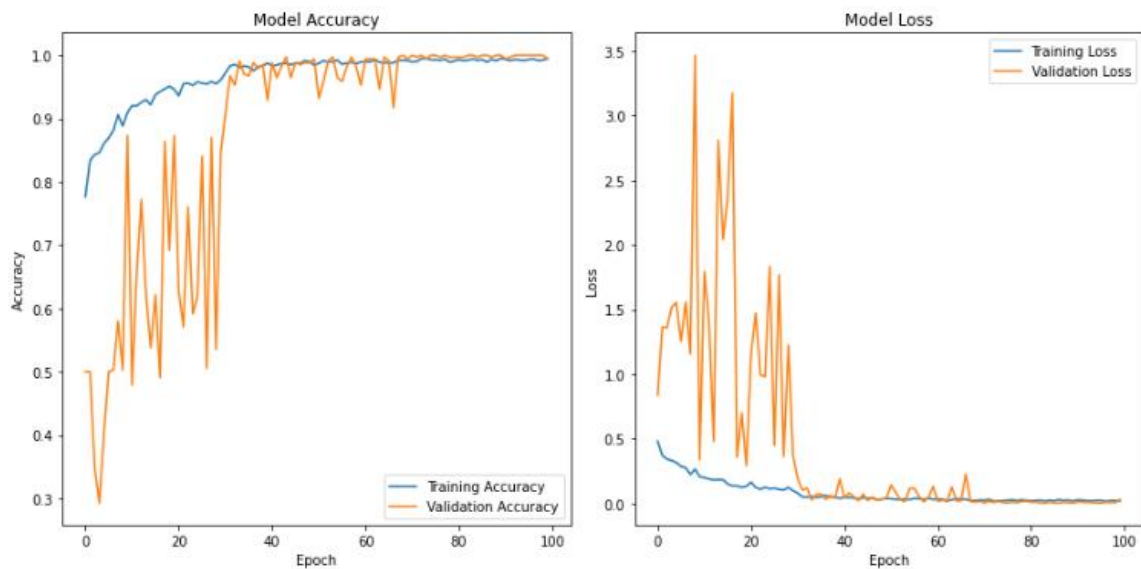 Model Accuracy
1.0
0.9
0.8
0.7
0.6
0.5
0.4
0.3
Accuracy
0 20 40 60 80 100
Epoch
Training Accuracy
Validation Accuracy
Model Loss
3.5
3.0
2.5
2.0
1.5
1.0
0.5
0.0
Loss
0 20 40 60 80 100
Epoch
Training Loss
Validation Loss